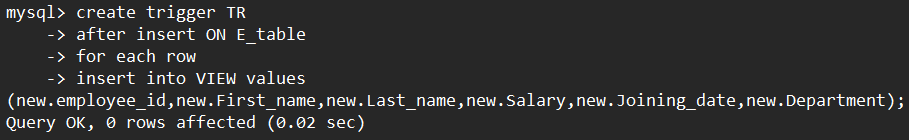 mysql> create trigger TR
    -> after insert ON E_table
    -> for each row
    -> insert into VIEW values
(new.employee_id,new.First_name,new.Last_name,new.Salary,new.Joining_date,new.Department);
Query OK, 0 rows affected (0.02 sec)